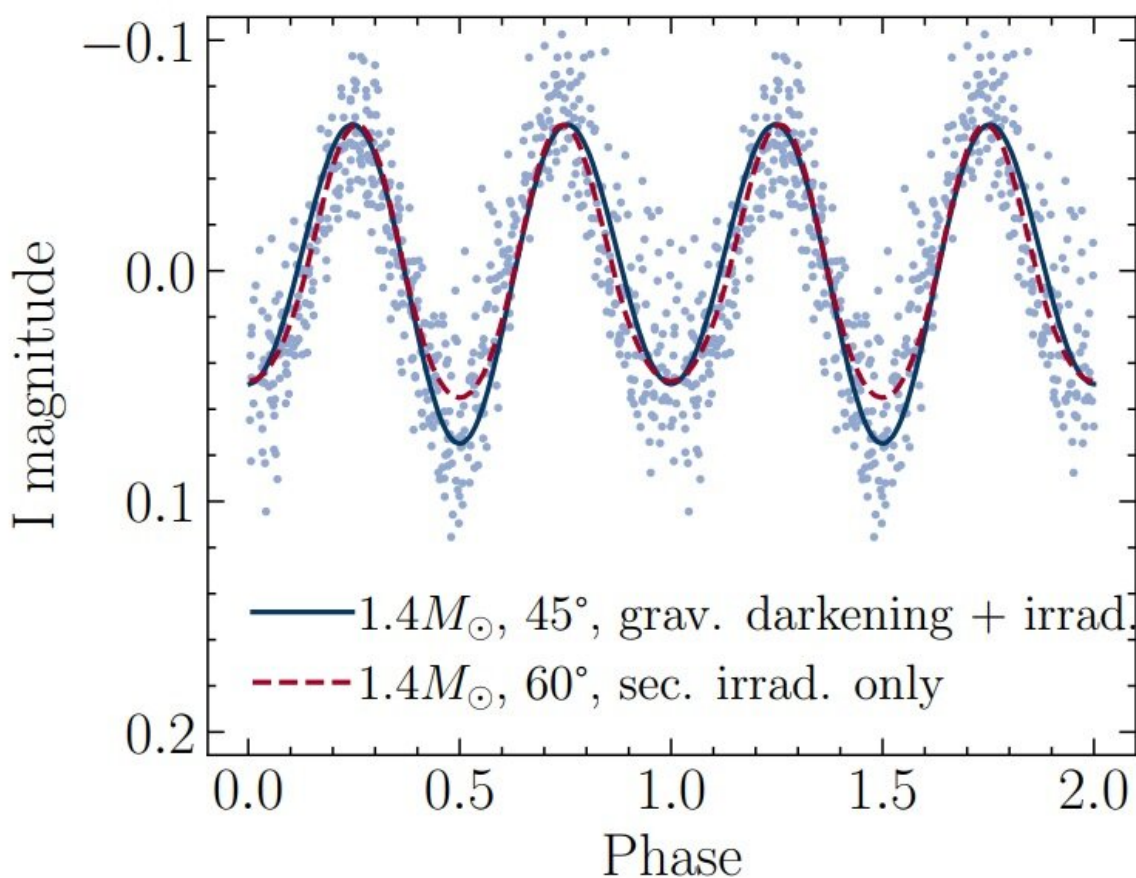 I magnitude
−0.1
0.0
0.1
0.2
1.4M☉, 45°, grav. darkening + irrad.
1.4M☉, 60°, sec. irrad. only
0.0 0.5 1.0 1.5 2.0
Phase